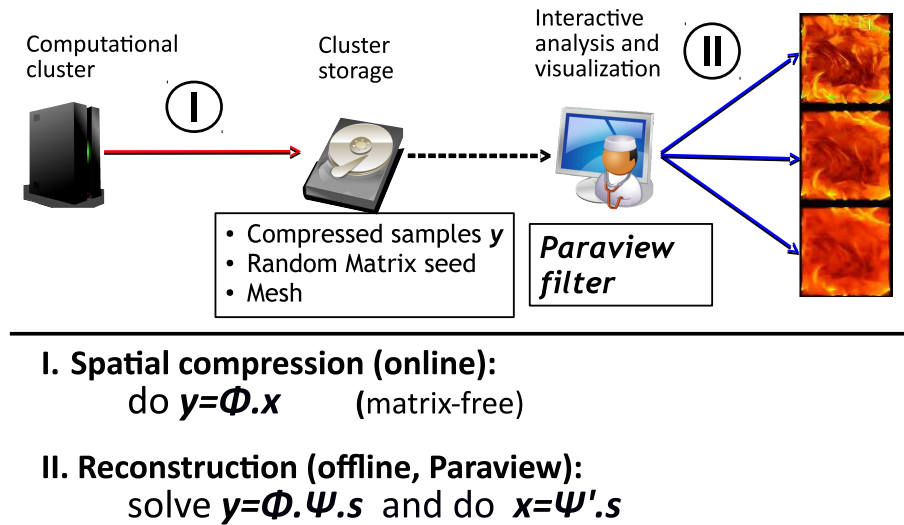 Computational
cluster
I
Cluster
storage
Interactive
analysis and
visualization
II
• Compressed samples y
• Random Matrix seed
• Mesh
Paraview
filter
I. Spatial compression (online):
do y=Φ.x (matrix-free)
II. Reconstruction (offline, Paraview):
solve y=Φ.Ψ.s and do x=Ψ'.s